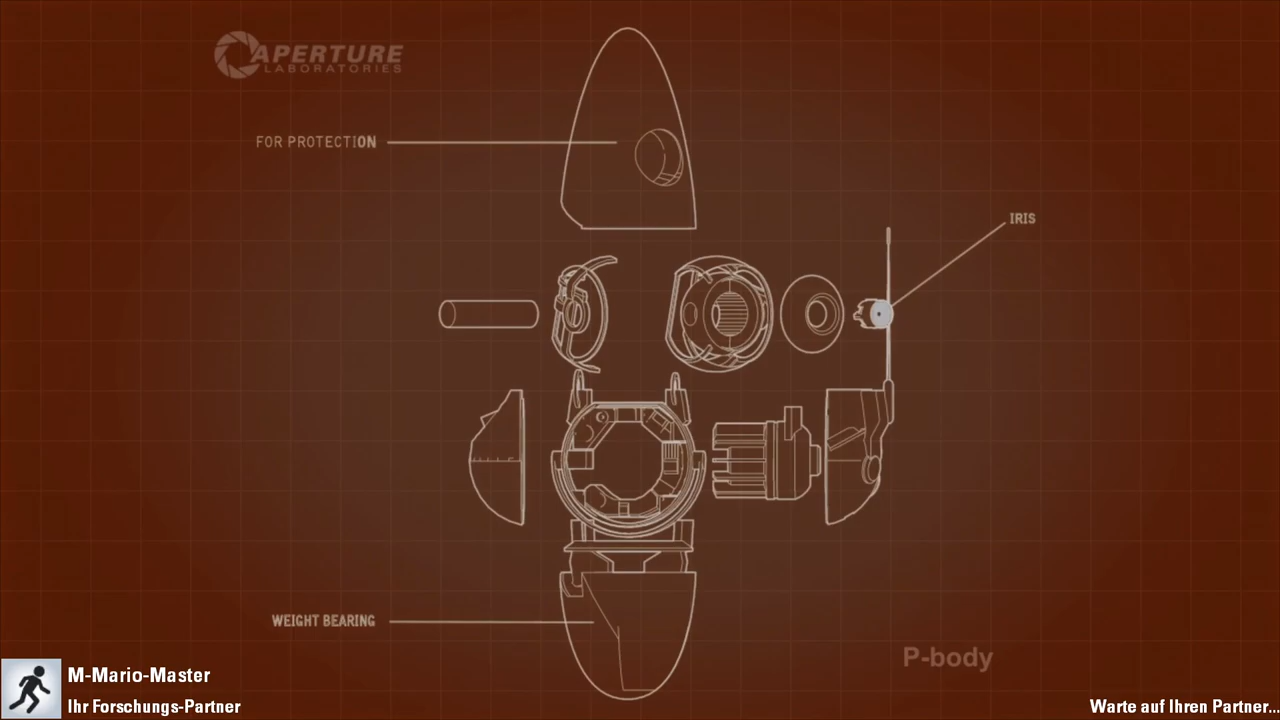 APERTURE
LABORATORIES
FOR PROTECTION
IRIS
WEIGHT BEARING
P-body
M-Mario-Master
Ihr Forschungs-Partner
Warte auf Ihren Partner...